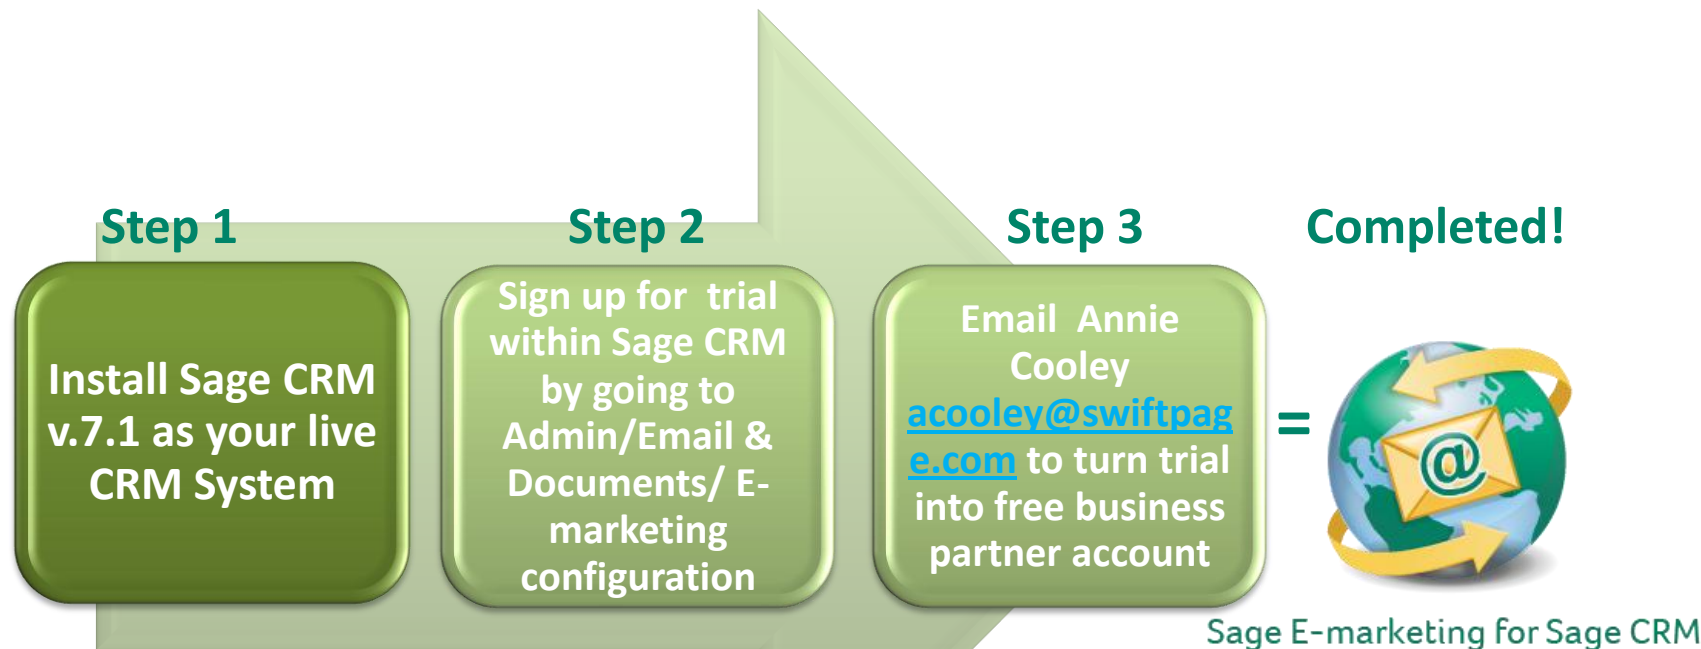 Step 1
Install Sage CRM
v.7.1 as your live
CRM System
Step 2
Sign up for trial
within Sage CRM
by going to
Admin/Email &
Documents/ E-
marketing
configuration
Step 3
Email Annie
Cooley
acooley@swiftpag
e.com to turn trial
into free business
partner account
Completed!
=
@
Sage E-marketing for Sage CRM